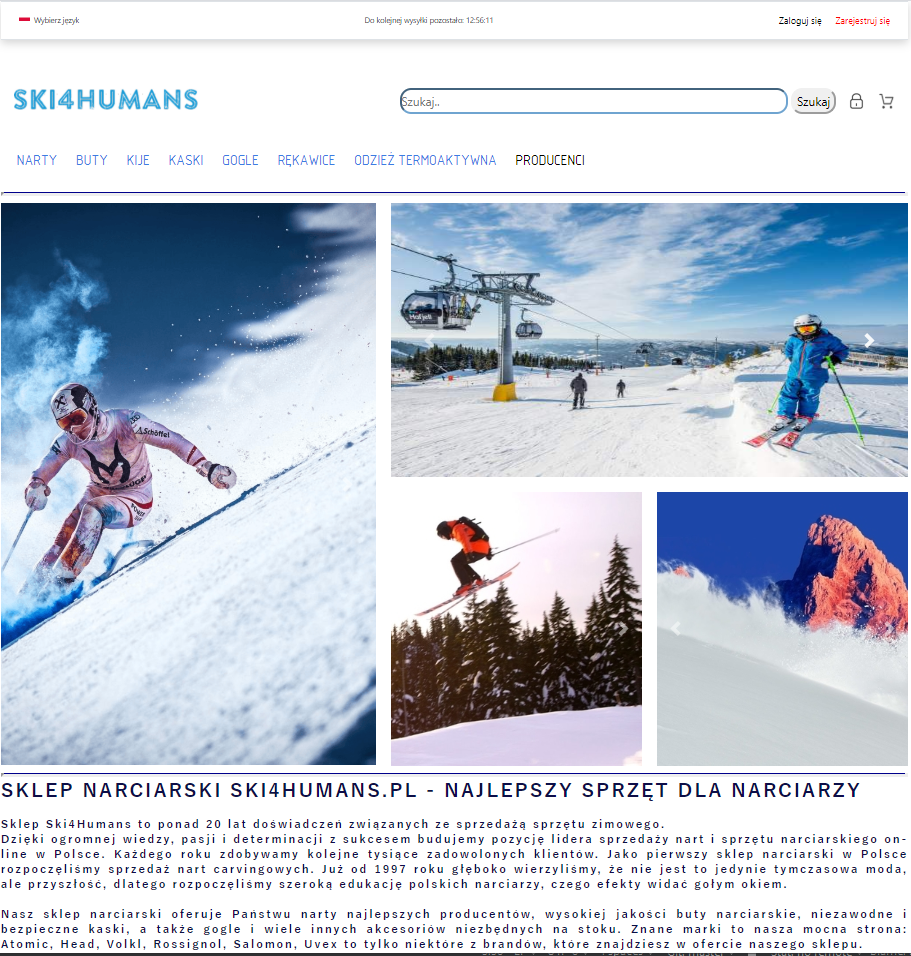 Wybierz język
Do kolejnej wysyłki pozostało: 12:56:11
Zaloguj się
Zarejestruj się
SKI4HUMANS
Szukaj..
Szukaj
NARTY BUTY KIJE KASKI GOGLE RĘKAWICE ODZIEŻ TERMOAKTYWNA PRODUCENCI
Hafjell
Schöffel
SKLEP NARCIARSKI SKI4HUMANS.PL - NAJLEPSZY SPRZĘT DLA NARCIARZY
Sklep Ski4Humans to ponad 20 lat doświadczeń związanych ze sprzedażą sprzętu zimowego.
Dzięki ogromnej wiedzy, pasji i determinacji z sukcesem budujemy pozycję lidera sprzedaży nart i sprzętu narciarskiego on-
line w Polsce. Każdego roku zdobywamy kolejne tysiące zadowolonych klientów. Jako pierwszy sklep narciarski w Polsce
rozpoczęliśmy sprzedaż nart carvingowych. Już od 1997 roku głęboko wierzyliśmy, że nie jest to jedynie tymczasowa moda,
ale przyszłość, dlatego rozpoczęliśmy szeroką edukację polskich narciarzy, czego efekty widać gołym okiem.
Nasz sklep narciarski oferuje Państwu narty najlepszych producentów, wysokiej jakości buty narciarskie, niezawodne i
bezpieczne kaski, a także gogle i wiele innych akcesoriów niezbędnych na stoku. Znane marki to nasza mocna strona:
Atomic, Head, Volkl, Rossignol, Salomon, Uvex to tylko niektóre z brandów, które znajdziesz w ofercie naszego sklepu.